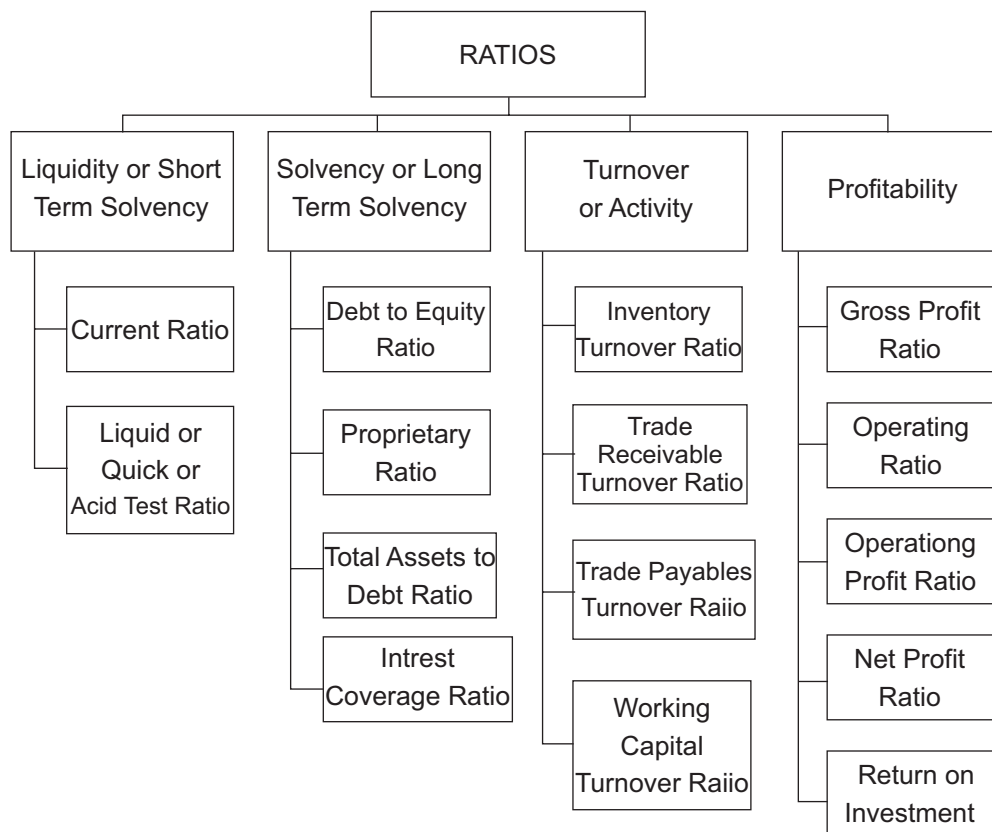 RATIOS
Liquidity or Short
Term Solvency
Current Ratio
Liquid or
Quick or
Acid Test Ratio
Solvency or Long
Term Solvency
Debt to Equity
Ratio
Proprietary
Ratio
Total Assets to
Debt Ratio
Intrest
Coverage Ratio
Turnover
or Activity
Inventory
Turnover Ratio
Trade
Receivable
Turnover Ratio
Trade Payables
Turnover Raiio
Working
Capital
Turnover Raiio
Profitability
Gross Profit
Ratio
Operating
Ratio
Operationg
Profit Ratio
Net Profit
Ratio
Return on
Investment